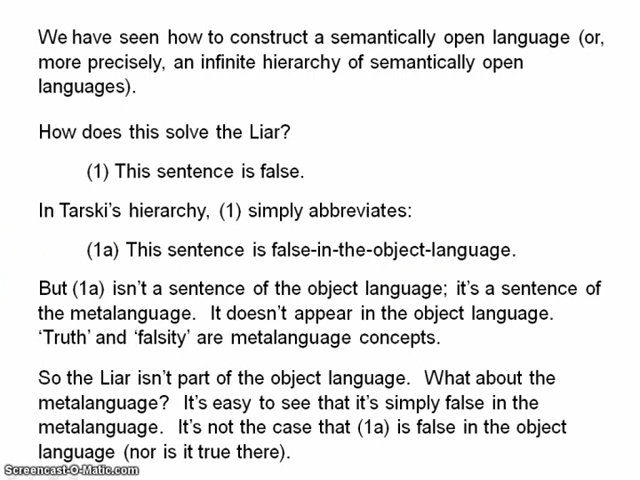 We have seen how to construct a semantically open language (or,
more precisely, an infinite hierarchy of semantically open
languages).
How does this solve the Liar?
(1) This sentence is false.
In Tarski's hierarchy, (1) simply abbreviates:
(1a) This sentence is false-in-the-object-language.
But (1a) isn't a sentence of the object language; it's a sentence of
the metalanguage.  It doesn't appear in the object language.
'Truth' and 'falsity' are metalanguage concepts.
So the Liar isn't part of the object language.  What about the
metalanguage?  It's easy to see that it's simply false in the
metalanguage.  It's not the case that (1a) is false in the object
language (nor is it true there).
Screencast-O-Matic.com